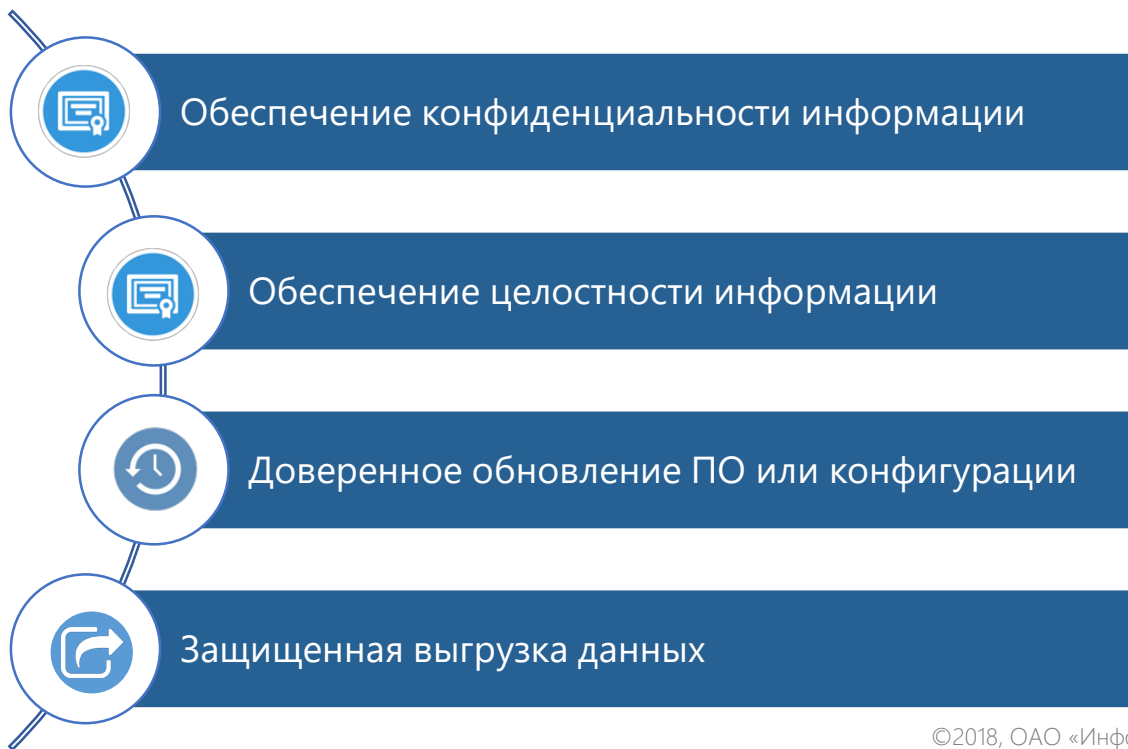 Обеспечение конфиденциальности информации
Обеспечение целостности информации
Доверенное обновление ПО или конфигурации
Защищенная выгрузка данных
©2018, ОАО